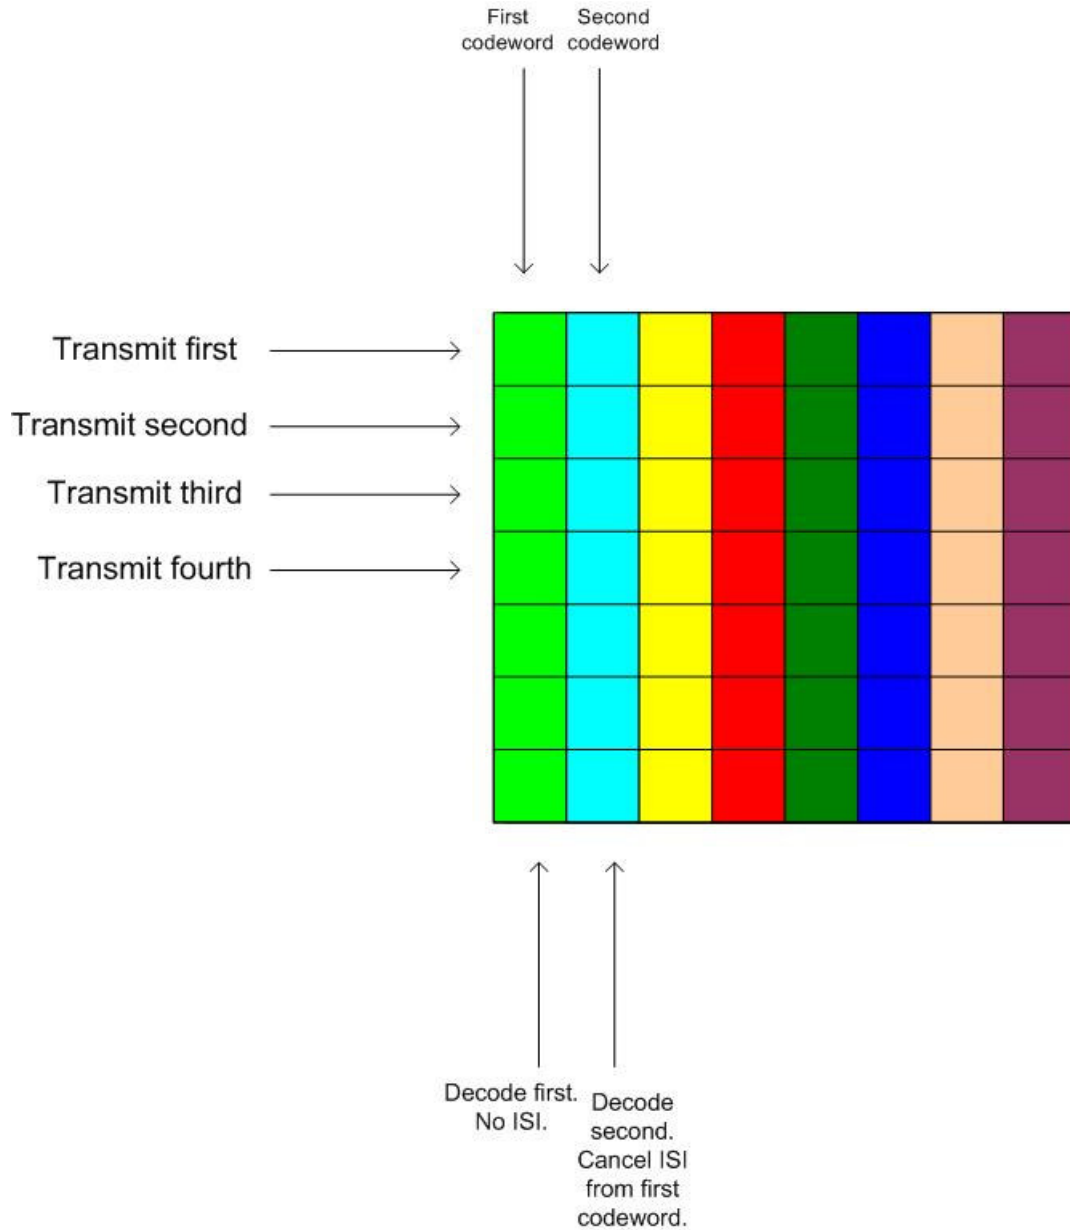 First
codeword
Second
codeword
Transmit first
Transmit second
Transmit third
Transmit fourth
Decode first.
No ISI.
Decode
second.
Cancel ISI
from first
codeword.